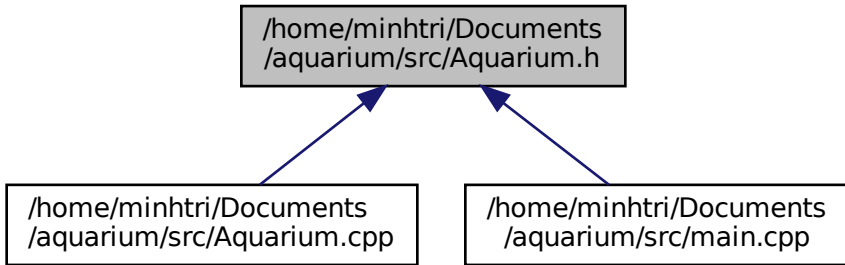 /home/minhtri/Documents
/aquarium/src/Aquarium.h
/home/minhtri/Documents
/aquarium/src/Aquarium.cpp
/home/minhtri/Documents
/aquarium/src/main.cpp